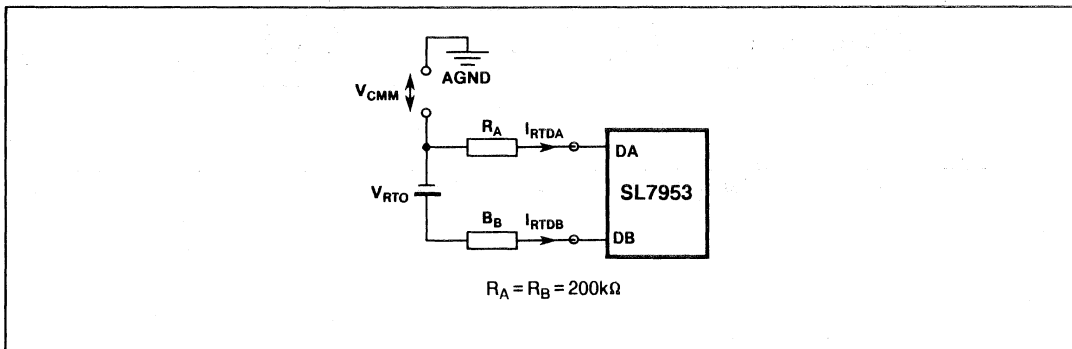 AGND
V_CMM
R_A
I_RTDA
DA
V_RTO
SL7953
B_B
I_RTDB
DB
R_A = R_B = 200kΩ